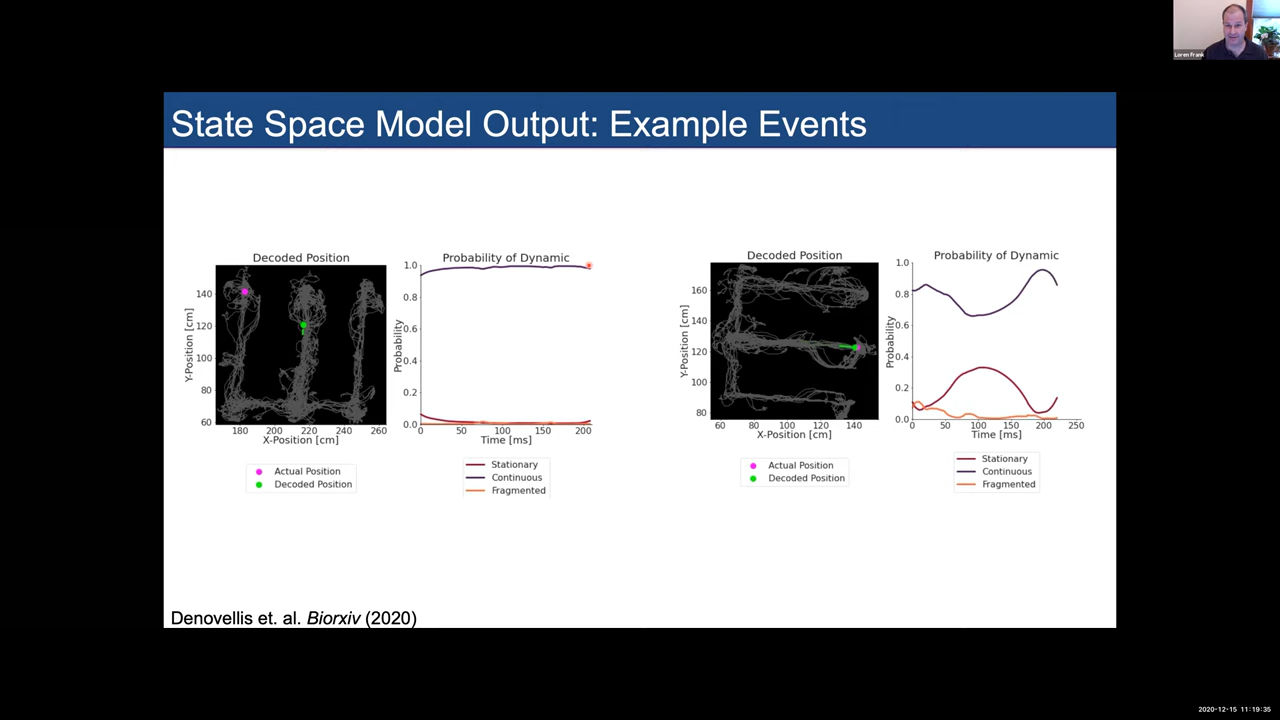 Loren Frank
State Space Model Output: Example Events
Decoded Position
Y-Position [cm]
140
120
100
80
60
180
200
220
240
260
X-Position [cm]
Actual Position
Decoded Position
Probability of Dynamic
Probability
1.0
0.8
0.6
0.4
0.2
0.0
0
50
100
150
200
Time [ms]
Stationary
Continuous
Fragmented
Decoded Position
Y-Position [cm]
160
140
120
100
80
60
80
100
120
140
X-Position [cm]
Actual Position
Decoded Position
Probability of Dynamic
Probability
1.0
0.8
0.6
0.4
0.2
0.0
0
50
100
150
200
250
Time [ms]
Stationary
Continuous
Fragmented
Denovellis et. al. Biorxiv (2020)
2020-12-15 11:19:35